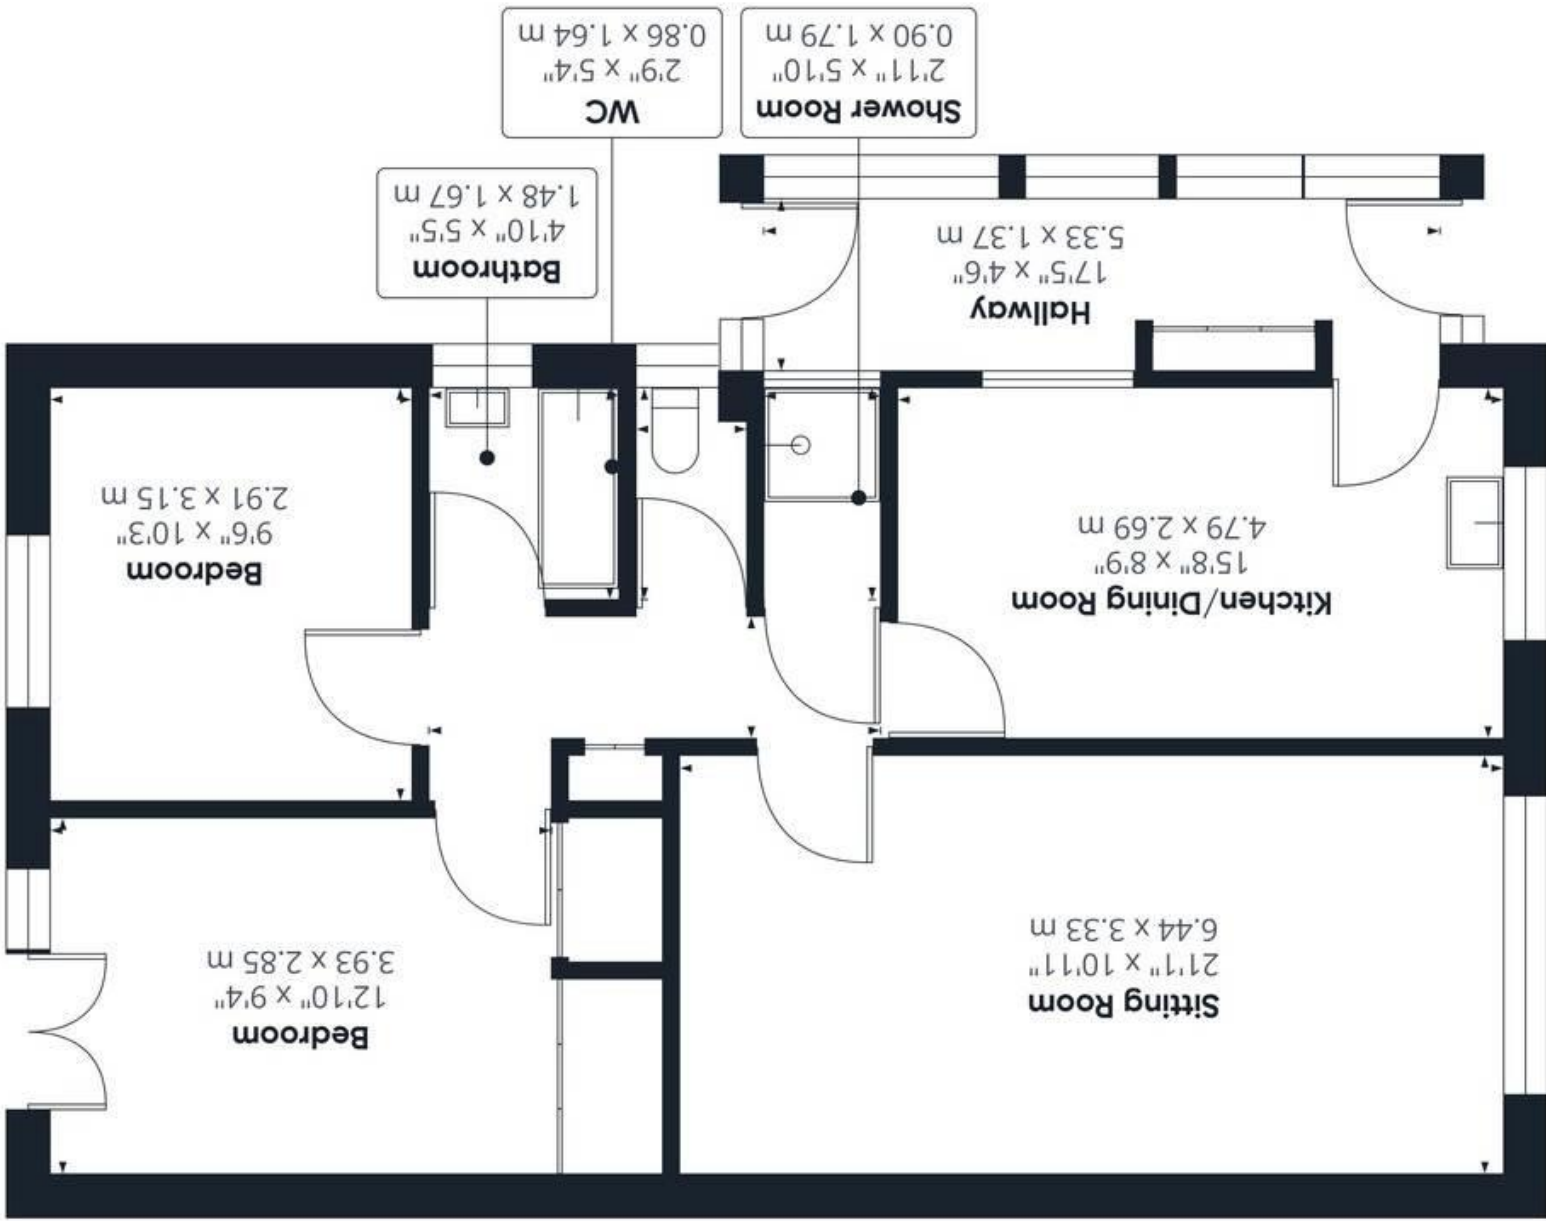 Sitting Room
21'1" x 10'11"
6.44 x 3.33 m
Bedroom
12'10" x 9'4"
3.93 x 2.85 m
Kitchen/Dining Room
15'8" x 8'9"
4.79 x 2.69 m
Bedroom
9'6" x 10'3"
2.91 x 3.15 m
Hallway
17'5" x 4'6"
5.33 x 1.37 m
Bathroom
4'10" x 5'5"
1.48 x 1.67 m
Shower Room
2'11" x 5'10"
0.90 x 1.79 m
WC
2'9" x 5'4"
0.86 x 1.64 m